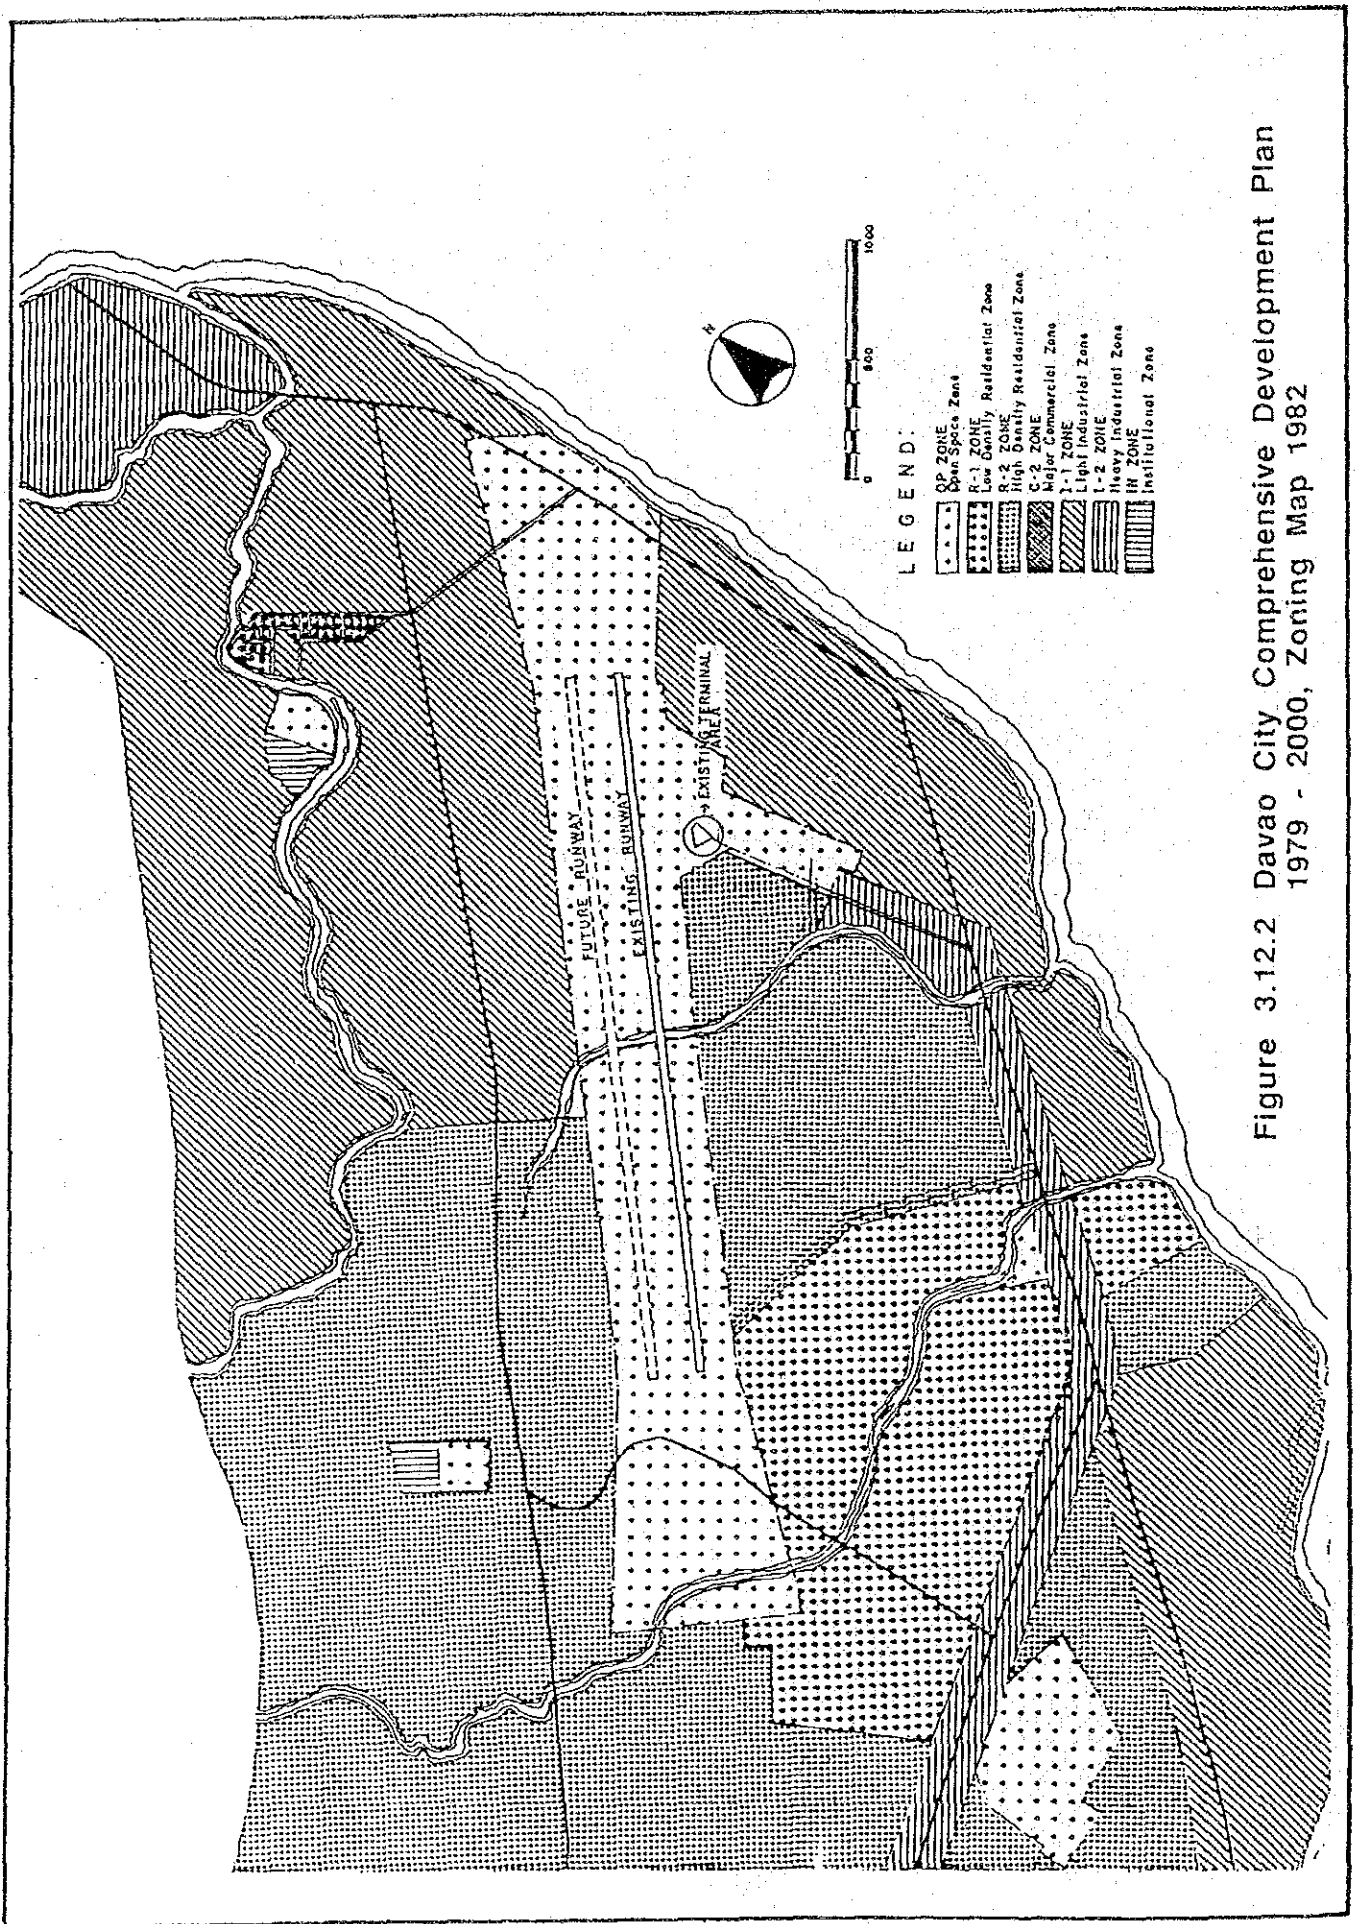 FUTURE RUNWAY
EXISTING RUNWAY
EXISTING TERMINAL
AREA
N
0 500 1000
LEGEND:
OP ZONE
Open Space Zone
R-1 ZONE
Low Density Residential Zone
R-2 ZONE
High Density Residential Zone
C-2 ZONE
Major Commercial Zone
I-1 ZONE
Light Industrial Zone
I-2 ZONE
Heavy Industrial Zone
IN ZONE
Institutional Zone
Figure 3.12.2 Davao City Comprehensive Development Plan
1979 - 2000, Zoning Map 1982